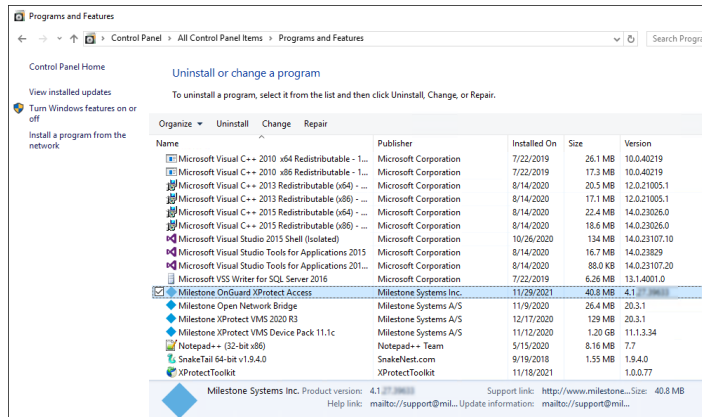 Programs and Features
Control Panel > All Control Panel Items > Programs and Features
Search Progra
Control Panel Home
View installed updates
Turn Windows features on or
off
Install a program from the
network
Uninstall or change a program
To uninstall a program, select it from the list and then click Uninstall, Change, or Repair.
Organize Uninstall Change Repair
Name Publisher Installed On Size Version
Microsoft Visual C++ 2010 x64 Redistributable - 1... Microsoft Corporation 7/22/2019 26.1 MB 10.0.40219
Microsoft Visual C++ 2010 x86 Redistributable - 1... Microsoft Corporation 7/22/2019 17.3 MB 10.0.40219
Microsoft Visual C++ 2013 Redistributable (x64) - ... Microsoft Corporation 8/14/2020 20.5 MB 12.0.21005.1
Microsoft Visual C++ 2013 Redistributable (x86) - ... Microsoft Corporation 8/14/2020 17.1 MB 12.0.21005.1
Microsoft Visual C++ 2015 Redistributable (x64) - ... Microsoft Corporation 8/14/2020 22.4 MB 14.0.23026.0
Microsoft Visual C++ 2015 Redistributable (x86) - ... Microsoft Corporation 8/14/2020 18.6 MB 14.0.23026.0
Microsoft Visual Studio 2015 Shell (Isolated) Microsoft Corporation 10/26/2020 134 MB 14.0.23107.10
Microsoft Visual Studio Tools for Applications 2015 Microsoft Corporation 8/14/2020 16.7 MB 14.0.23829
Microsoft Visual Studio Tools for Applications 201... Microsoft Corporation 8/14/2020 88.0 KB 14.0.23107.20
Microsoft VSS Writer for SQL Server 2016 Microsoft Corporation 7/22/2019 6.26 MB 13.1.4001.0
Milestone OnGuard XProtect Access Milestone Systems Inc. 11/29/2021 40.8 MB 4.1
Milestone Open Network Bridge Milestone Systems A/S 11/9/2020 26.4 MB 20.3.1
Milestone XProtect VMS 2020 R3 Milestone Systems A/S 12/17/2020 129 MB 20.3.1
Milestone XProtect VMS Device Pack 11.1c Milestone Systems A/S 11/12/2020 1.20 GB 11.1.3.34
Notepad++ (32-bit x86) Notepad++ Team 5/15/2020 8.16 MB 7.7
SnakeTail 64-bit v1.9.4.0 SnakeNest.com 9/19/2018 1.55 MB 1.9.4.0
XProtectToolkit 11/18/2021 1.0.0.77
Milestone Systems Inc. Product version: 4.1 Support link: http://www.milestone... Size: 40.8 MB
Help link: mailto://support@mil... Update information: mailto://support@mil...